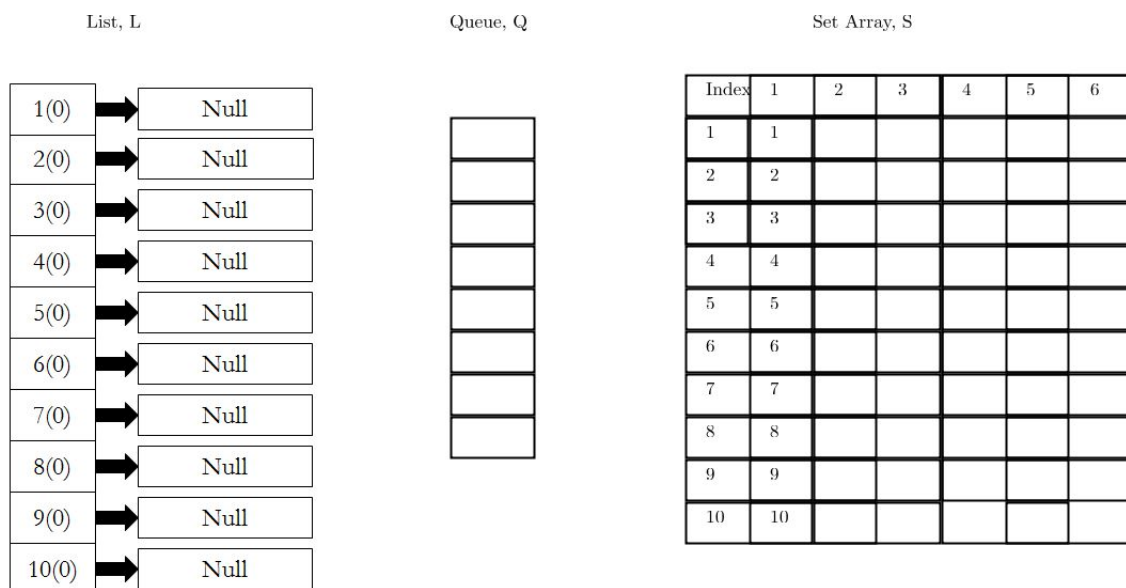 List, L Queue, Q Set Array, S
Index 1 2 3 4 5 6
1(0) Null
2(0) Null
3(0) Null
4(0) Null
5(0) Null
6(0) Null
7(0) Null
8(0) Null
9(0) Null
10(0) Null
1 1
2 2
3 3
4 4
5 5
6 6
7 7
8 8
9 9
10 10